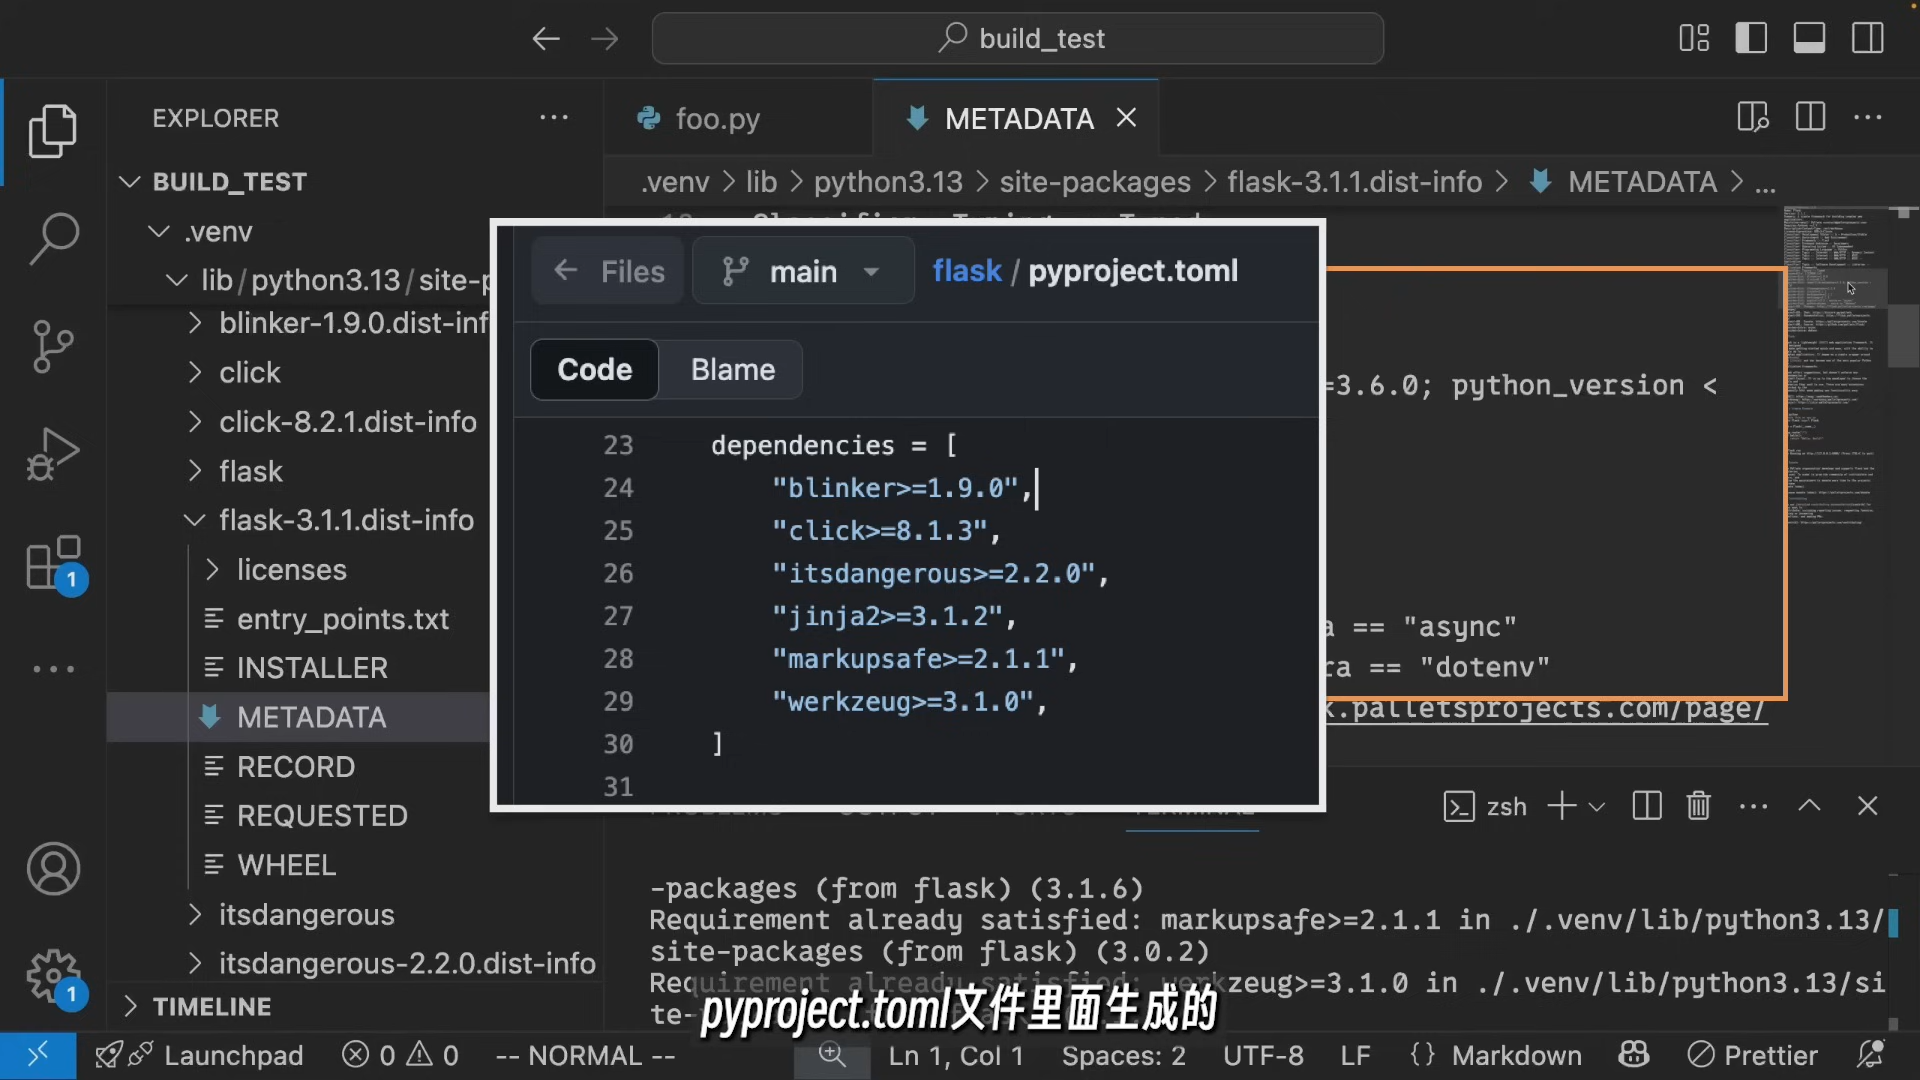 build_test
EXPLORER
BUILD_TEST
.venv
lib/python3.13/site-p
blinker-1.9.0.dist-inf
click
click-8.2.1.dist-info
flask
flask-3.1.1.dist-info
licenses
entry_points.txt
INSTALLER
METADATA
RECORD
REQUESTED
WHEEL
itsdangerous
itsdangerous-2.2.0.dist-info
TIMELINE
foo.py
METADATA
.venv > lib > python3.13 > site-packages > flask-3.1.1.dist-info > METADATA > ...
Files
main
flask / pyproject.toml
Code
Blame
23 dependencies = [
24 "blinker>=1.9.0",
25 "click>=8.1.3",
26 "itsdangerous>=2.2.0",
27 "jinja2>=3.1.2",
28 "markupsafe>=2.1.1",
29 "werkzeug>=3.1.0",
30 ]
31
=3.6.0; python_version <
a == "async"
ra == "dotenv"
k.palletsprojects.com/page/
zsh
-packages (from flask) (3.1.6)
Requirement already satisfied: markupsafe>=2.1.1 in ./.venv/lib/python3.13/
site-packages (from flask) (3.0.2)
Requirement already satisfied: werkzeug>=3.1.0 in ./.venv/lib/python3.13/si
te-
pyproject.toml文件里面生成的
1
1
Launchpad
0
0
-- NORMAL --
Ln 1, Col 1
Spaces: 2
UTF-8
LF
{} Markdown
Prettier